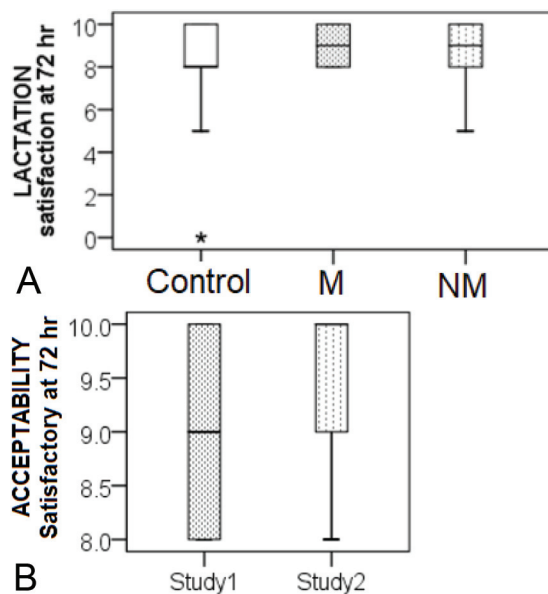 LACTATION
satisfaction at 72 hr
10
8
6
4
2
0
*
A
Control M NM
ACCEPTABILITY
Satisfactory at 72 hr
10.0
9.5
9.0
8.5
8.0
B
Study1 Study2